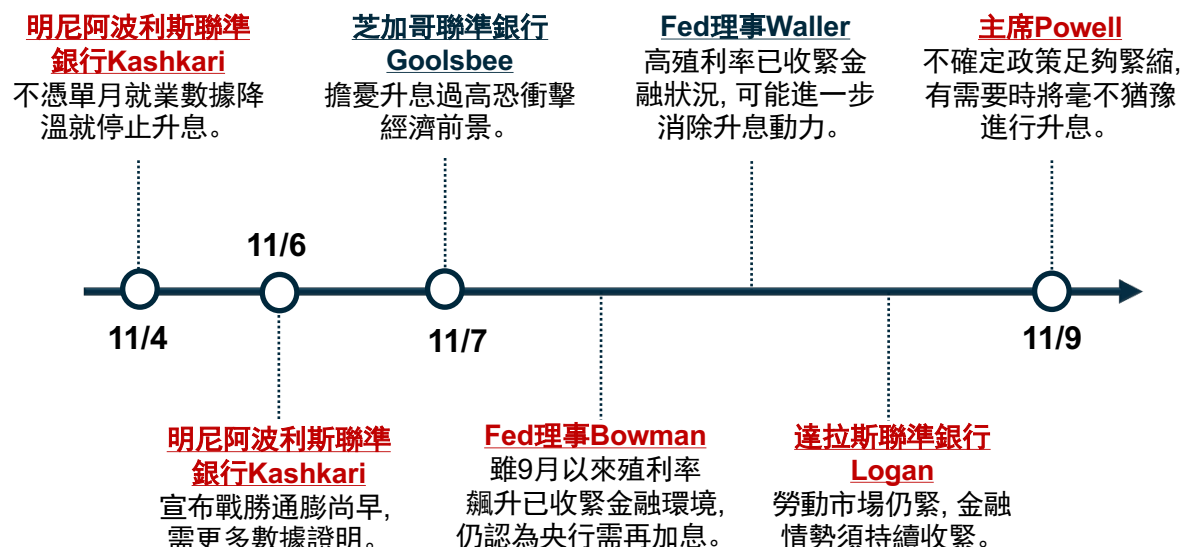 明尼阿波利斯聯準
銀行Kashkari
不憑單月就業數據降
溫就停止升息。
芝加哥聯準銀行
Goolsbee
擔憂升息過高恐衝擊
經濟前景。
Fed理事Waller
高殖利率已收緊金
融狀況, 可能進一步
消除升息動力。
主席Powell
不確定政策足夠緊縮,
有需要時將毫不猶豫
進行升息。
11/6
11/4
11/7
11/9
明尼阿波利斯聯準
銀行Kashkari
宣布戰勝通膨尚早,
需更多數據證明。
Fed理事Bowman
雖9月以來殖利率
飆升已收緊金融環境,
仍認為央行需再加息。
達拉斯聯準銀行
Logan
勞動市場仍緊, 金融
情勢須持續收緊。